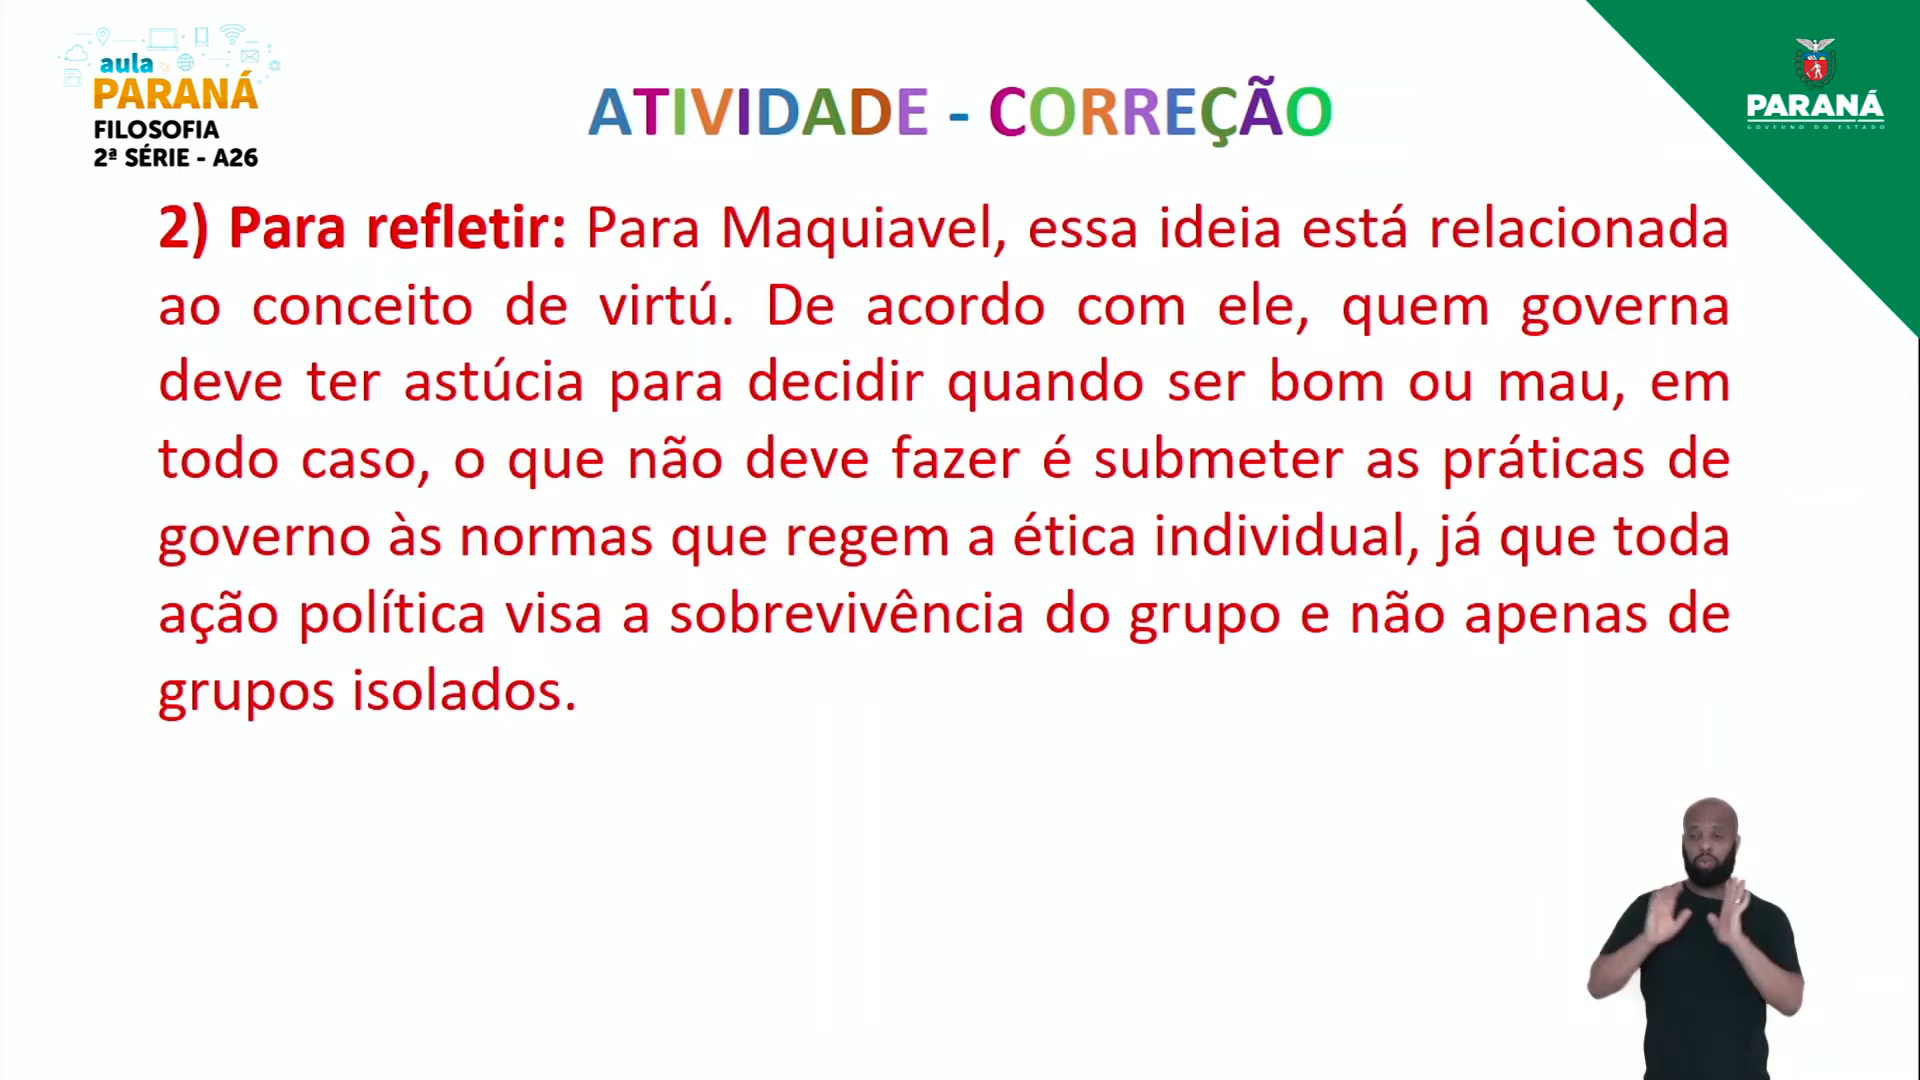 aula
PARANÁ
FILOSOFIA
2ª SÉRIE - A26
ATIVIDADE - CORREÇÃO
PARANÁ
GOVERNO DO ESTADO
2) Para refletir: Para Maquiavel, essa ideia está relacionada
ao conceito de virtú. De acordo com ele, quem governa
deve ter astúcia para decidir quando ser bom ou mau, em
todo caso, o que não deve fazer é submeter as práticas de
governo às normas que regem a ética individual, já que toda
ação política visa a sobrevivência do grupo e não apenas de
grupos isolados.